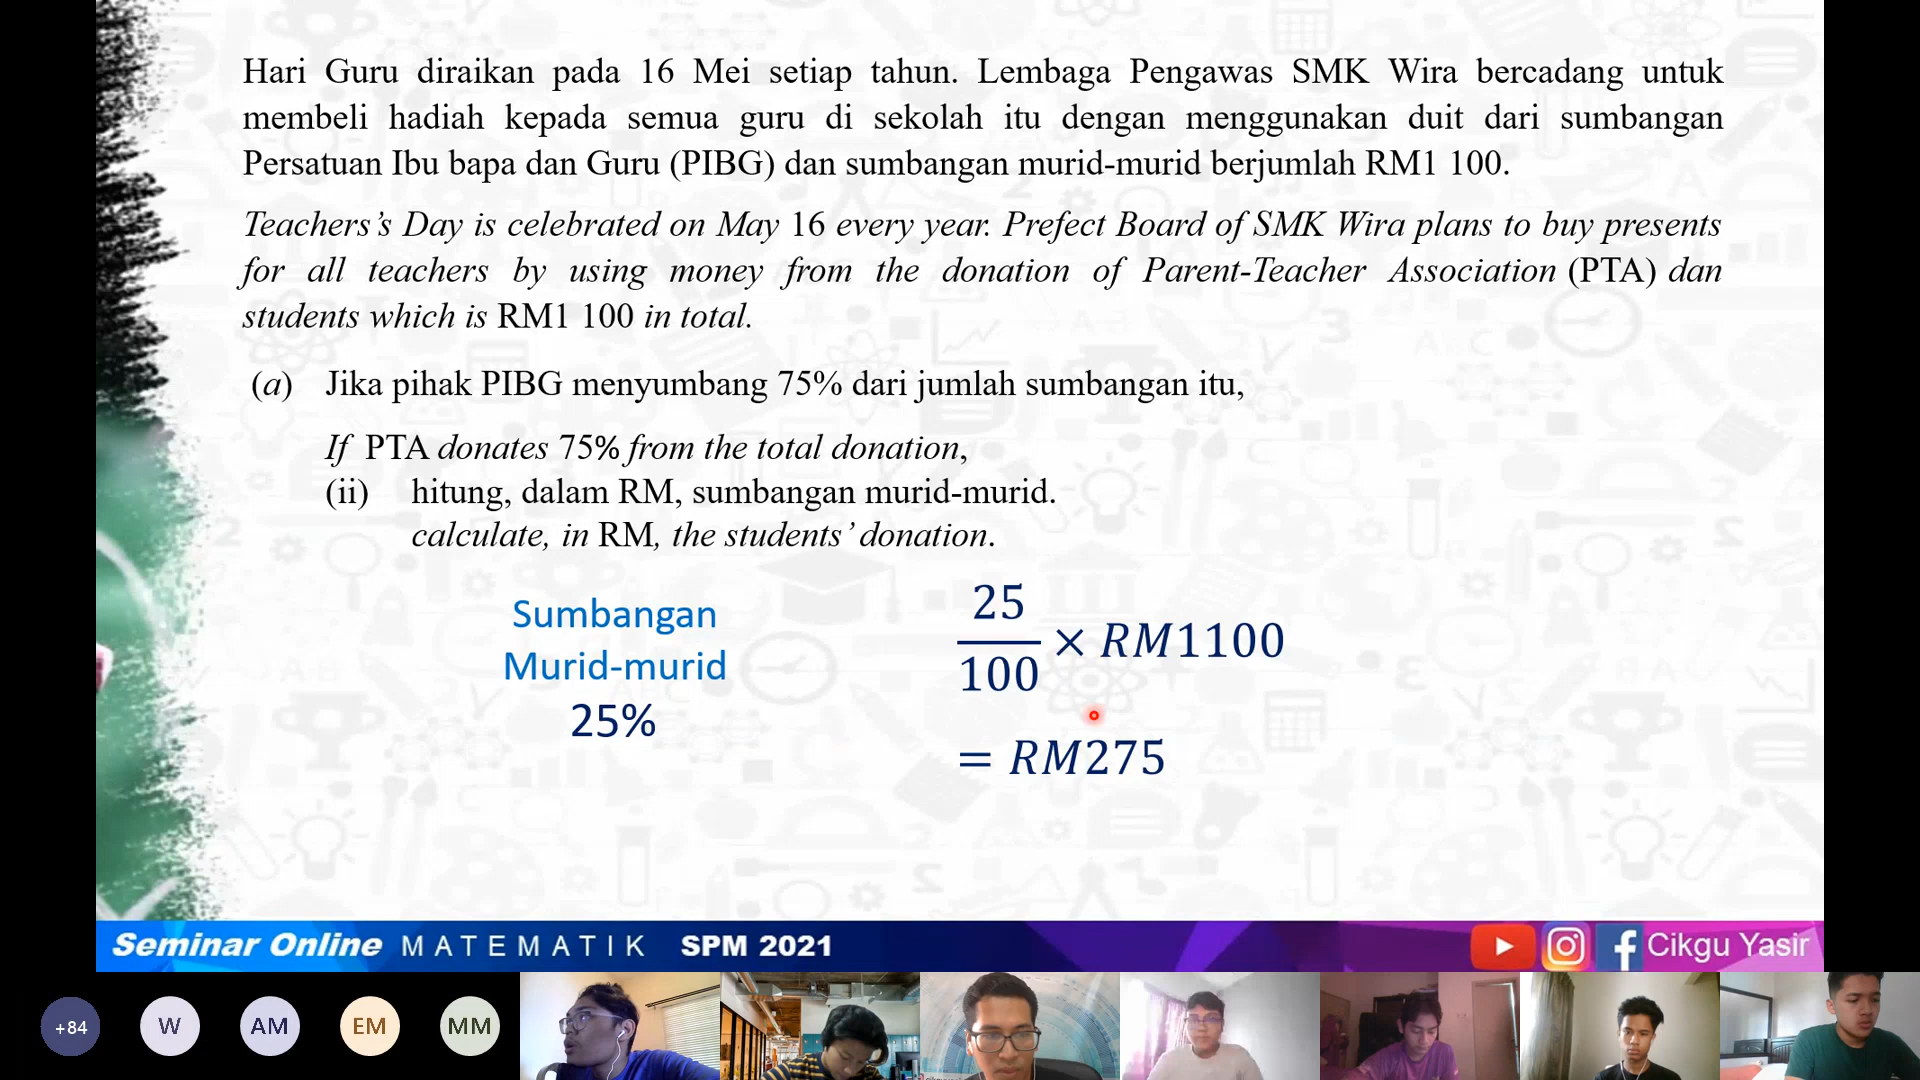 Hari Guru diraikan pada 16 Mei setiap tahun. Lembaga Pengawas SMK Wira bercadang untuk
membeli hadiah kepada semua guru di sekolah itu dengan menggunakan duit dari sumbangan
Persatuan Ibu bapa dan Guru (PIBG) dan sumbangan murid-murid berjumlah RM1 100.
Teachers's Day is celebrated on May 16 every year. Prefect Board of SMK Wira plans to buy presents
for all teachers by using money from the donation of Parent-Teacher Association (PTA) dan
students which is RM1 100 in total.
(a) Jika pihak PIBG menyumbang 75% dari jumlah sumbangan itu,
If PTA donates 75% from the total donation,
(ii) hitung, dalam RM, sumbangan murid-murid.
calculate, in RM, the students' donation.
Sumbangan
Murid-murid
25%
25
100 × RM1100
= RM275
Seminar Online MATEMATIK SPM 2021
Cikgu Yasir
+84 W AM EM MM